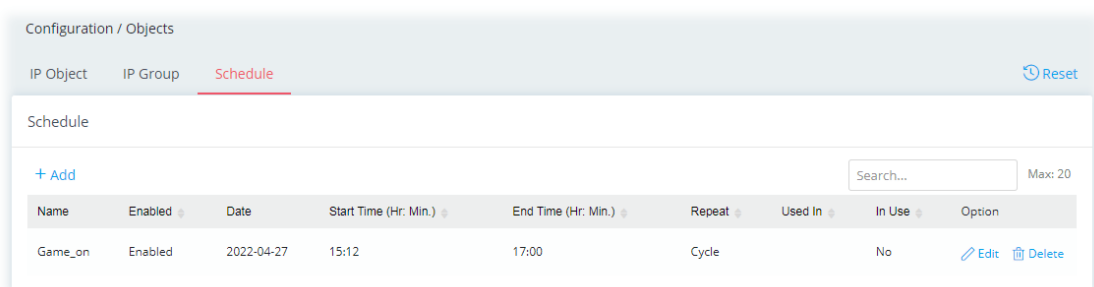 Configuration / Objects
IP Object IP Group Schedule Reset
Schedule
+ Add Search... Max: 20
Name Enabled Date Start Time (Hr: Min.) End Time (Hr: Min.) Repeat Used In In Use Option
Game_on Enabled 2022-04-27 15:12 17:00 Cycle No Edit Delete